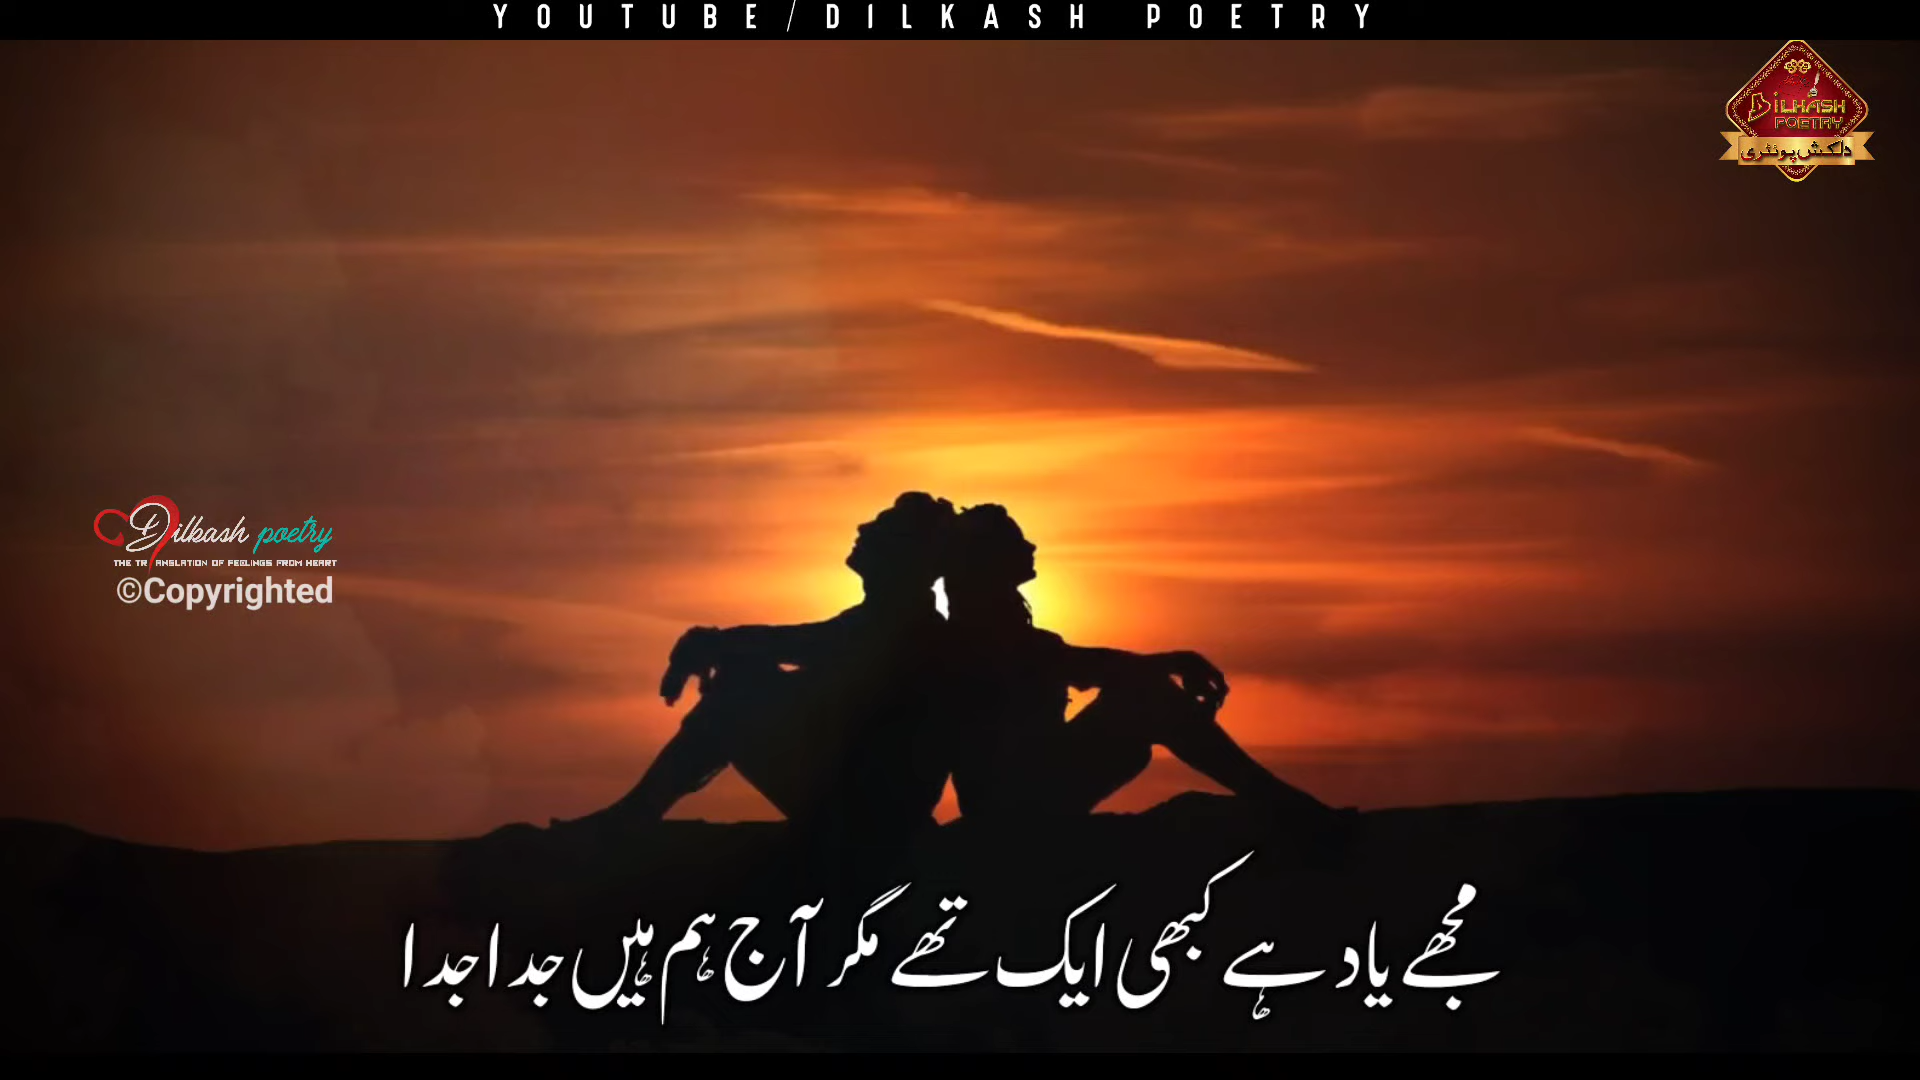 YOUTUBE/DILKASH POETRY
DILKASH
POETRY
دلکش پوئٹری
Dilkash poetry
THE TRANSLATION OF FEELINGS FROM HEART
©Copyrighted
مجھے یاد ہے کبھی ایک تھے مگر آج ہم ہیں جدا جدا